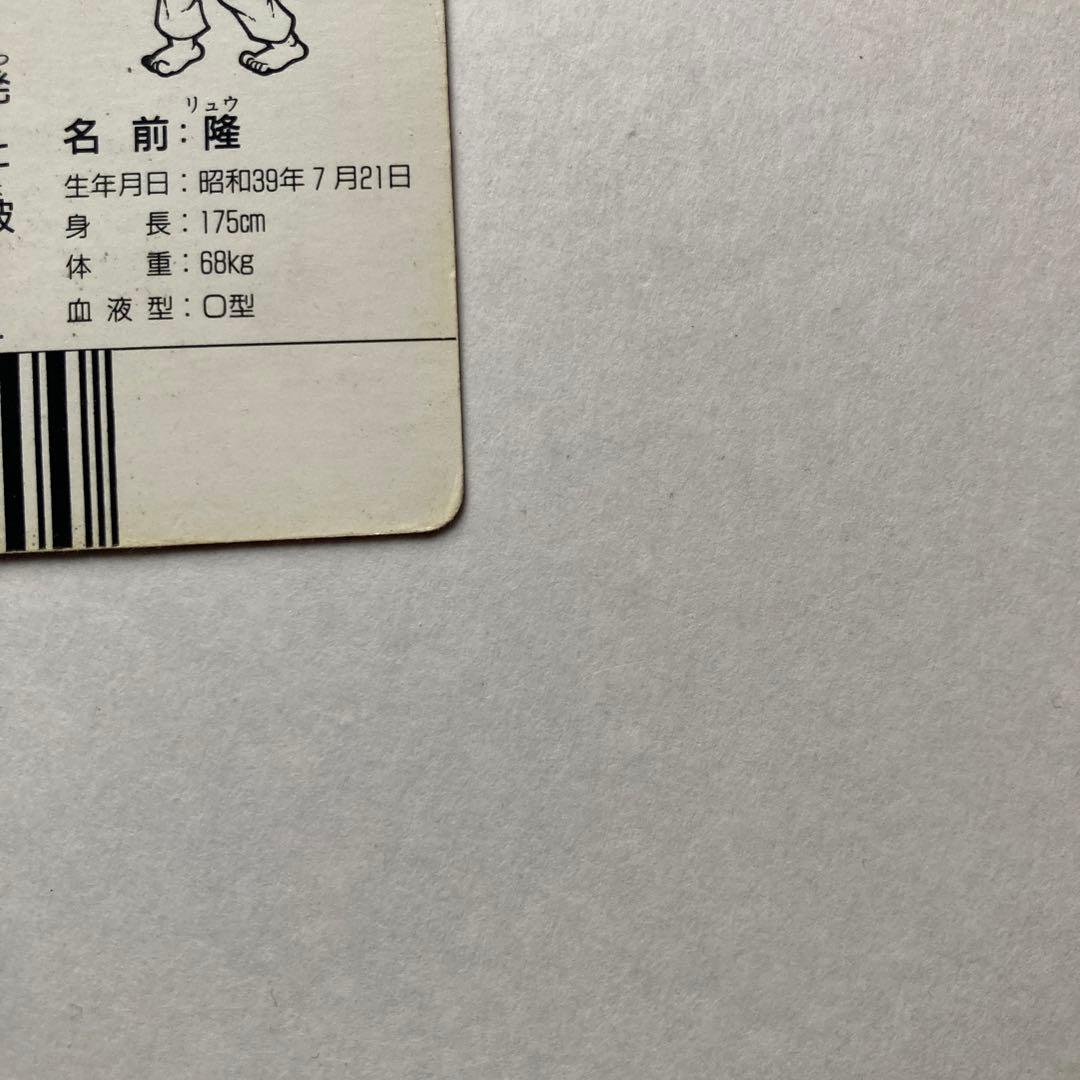 リュウ
名前：隆
生年月日：昭和39年7月21日
身長：175cm
体重：68kg
血液型：O型